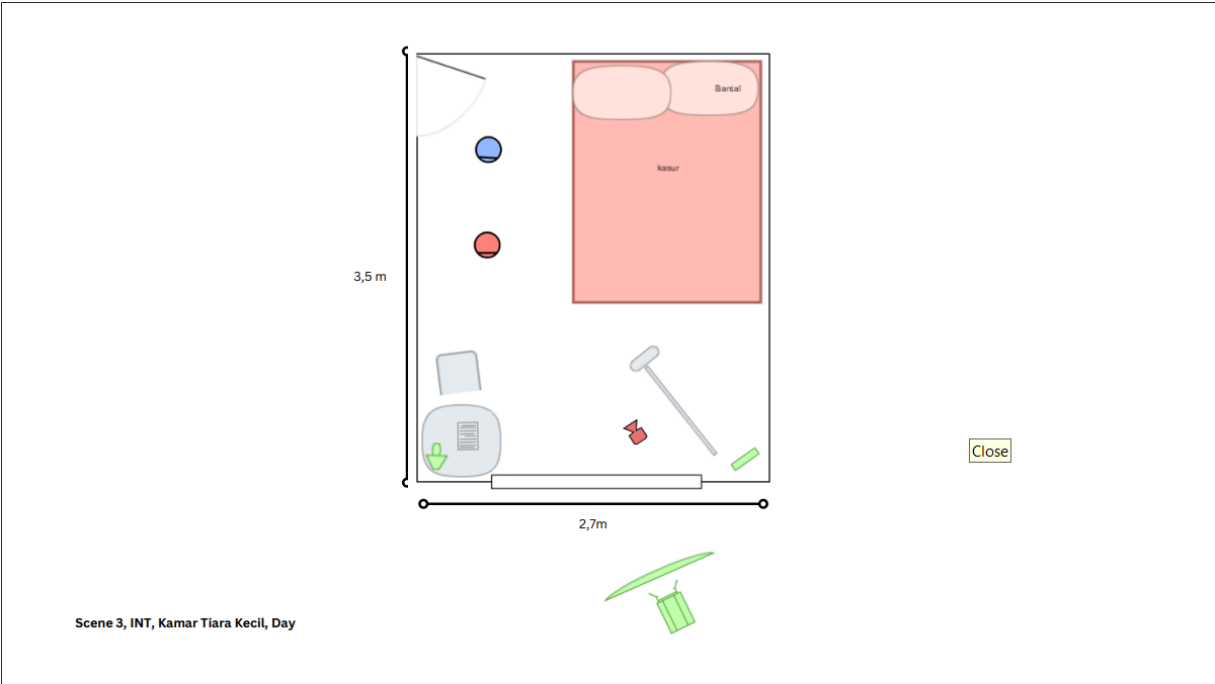 Bantal
kasur
3,5 m
Close
2,7m
Scene 3, INT, Kamar Tiara Kecil, Day